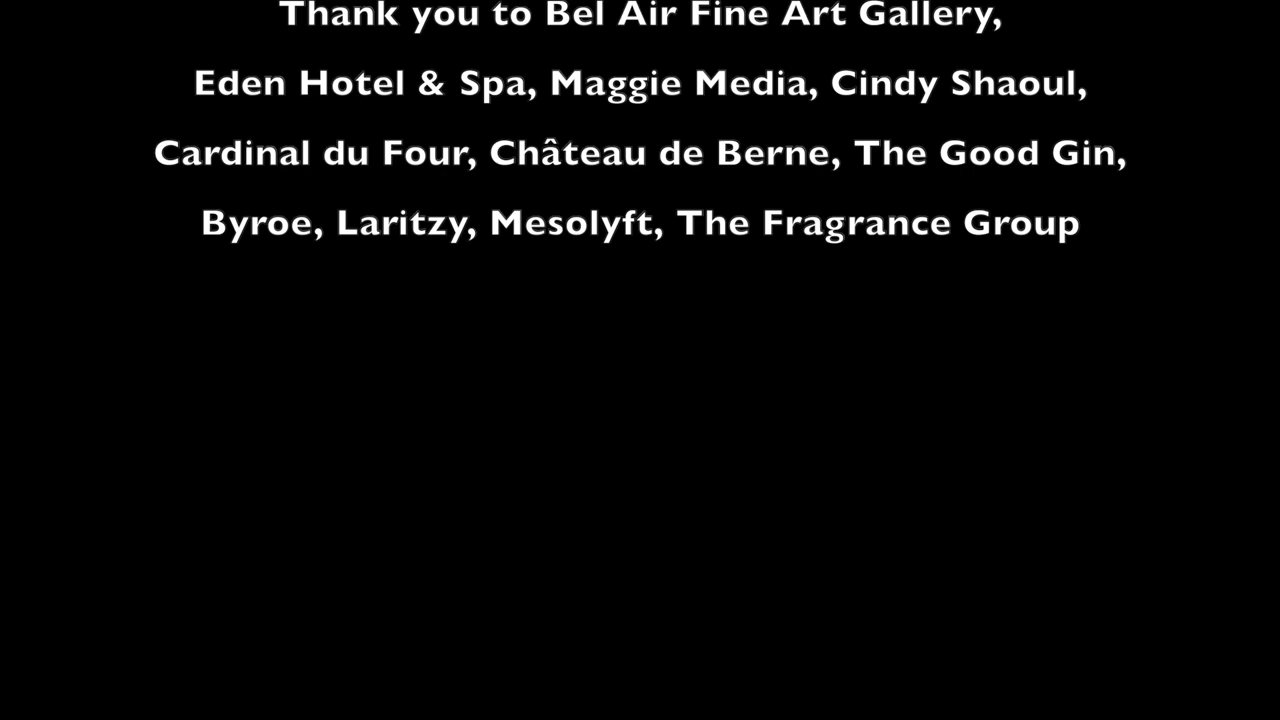 Thank you to Bel Air Fine Art Gallery,
Eden Hotel & Spa, Maggie Media, Cindy Shaoul,
Cardinal du Four, Château de Berne, The Good Gin,
Byroe, Laritzy, Mesolyft, The Fragrance Group